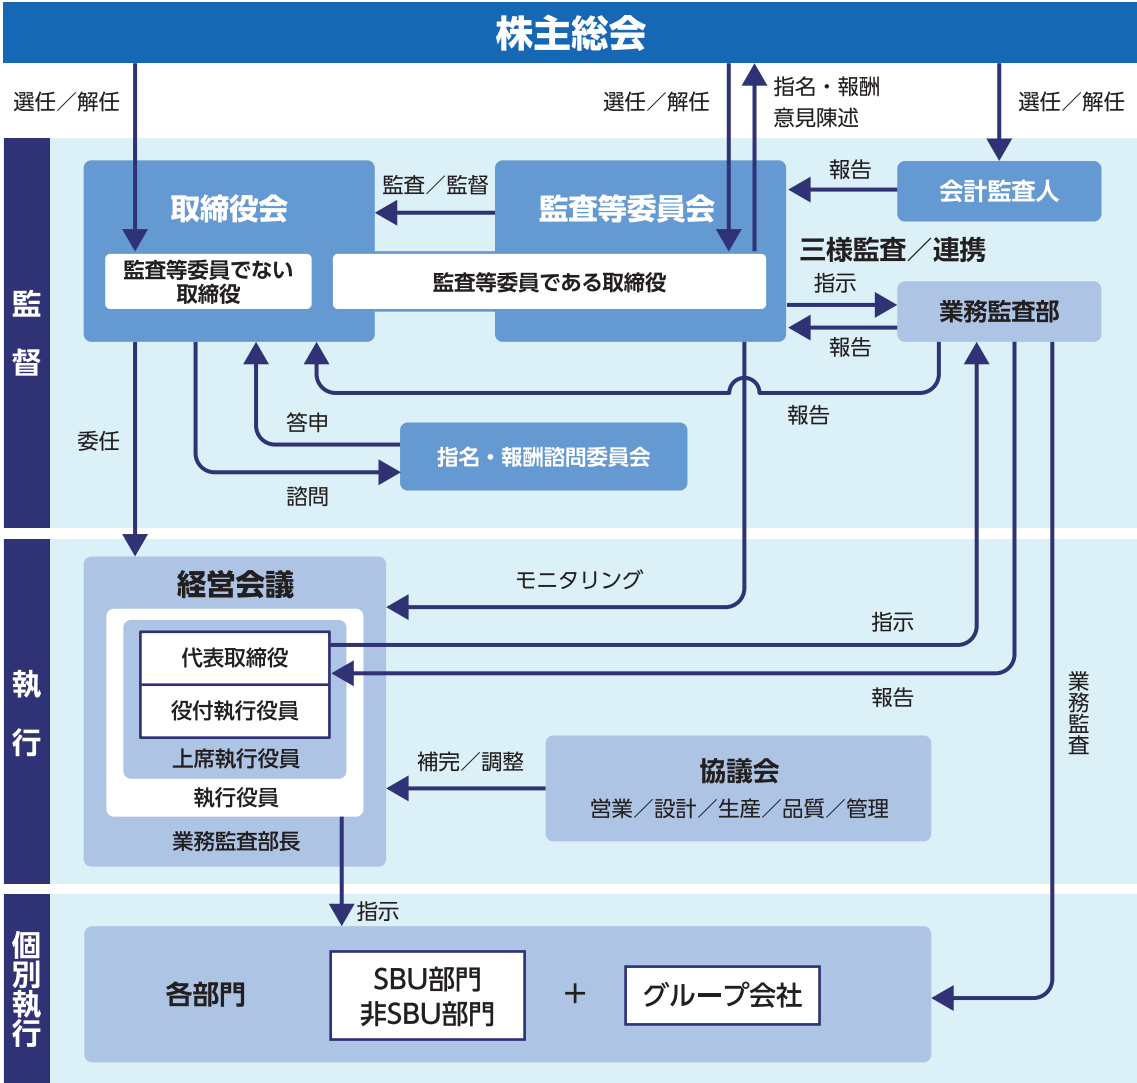 株主総会
選任／解任
選任／解任
指名・報酬
意見陳述
選任／解任
監督
取締役会
監査／監督
監査等委員会
報告
会計監査人
監査等委員でない
取締役
監査等委員である取締役
三様監査／連携
指示
業務監査部
報告
報告
委任
答申
指名・報酬諮問委員会
諮問
執行
経営会議
モニタリング
指示
代表取締役
報告
役付執行役員
上席執行役員
執行役員
業務監査部長
補完／調整
協議会
営業／設計／生産／品質／管理
業務監査
指示
個別執行
各部門
SBU部門
非SBU部門
＋
グループ会社